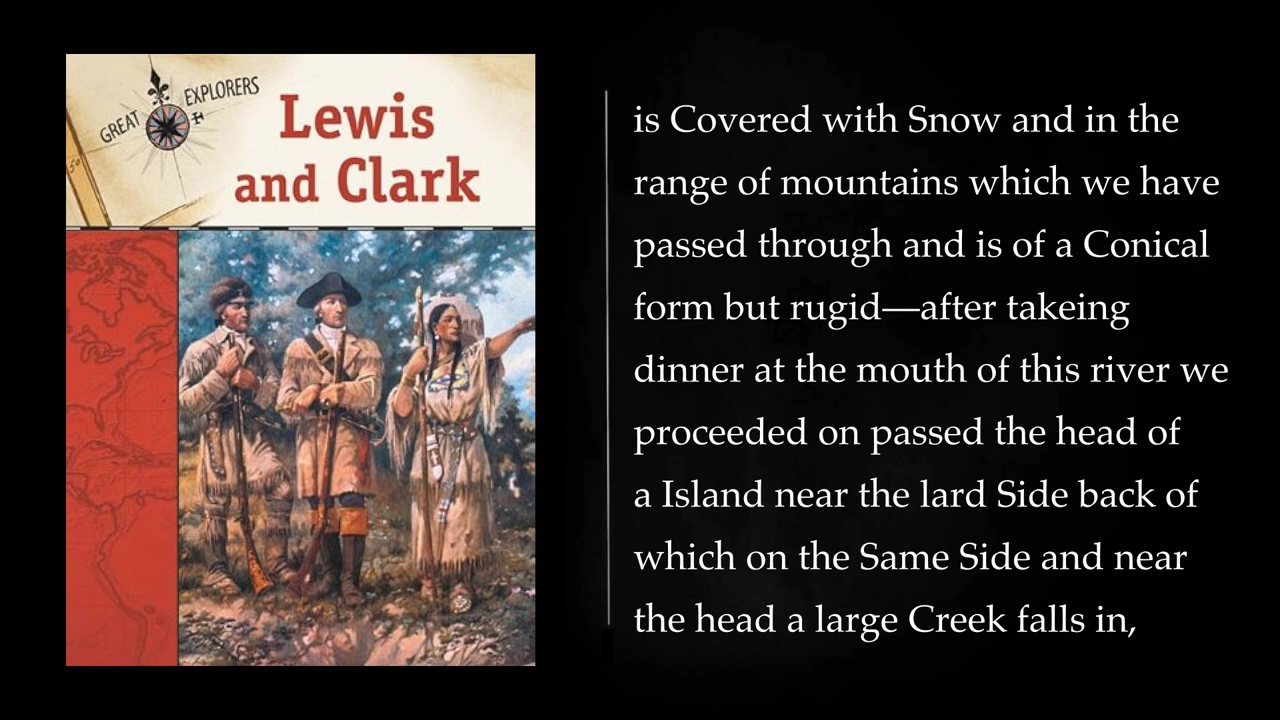 GREAT EXPLORERS
Lewis
and Clark
50
is Covered with Snow and in the
range of mountains which we have
passed through and is of a Conical
form but rugid—after takeing
dinner at the mouth of this river we
proceeded on passed the head of
a Island near the lard Side back of
which on the Same Side and near
the head a large Creek falls in,